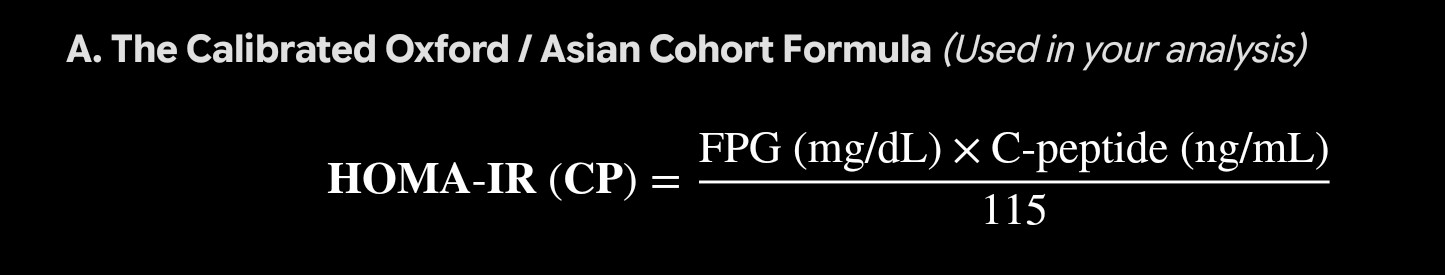 A. The Calibrated Oxford / Asian Cohort Formula (Used in your analysis)
HOMA-IR (CP) = FPG (mg/dL) × C-peptide (ng/mL)
115